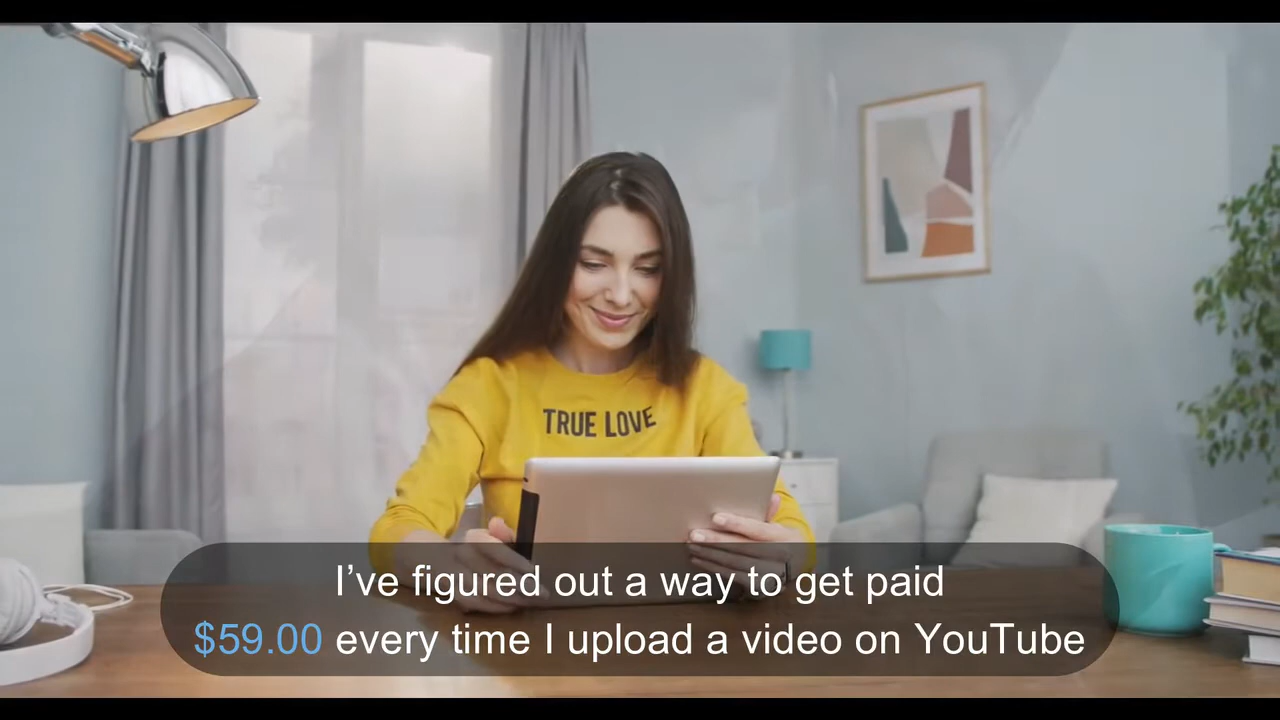 TRUE LOVE
I’ve figured out a way to get paid
$59.00 every time I upload a video on YouTube